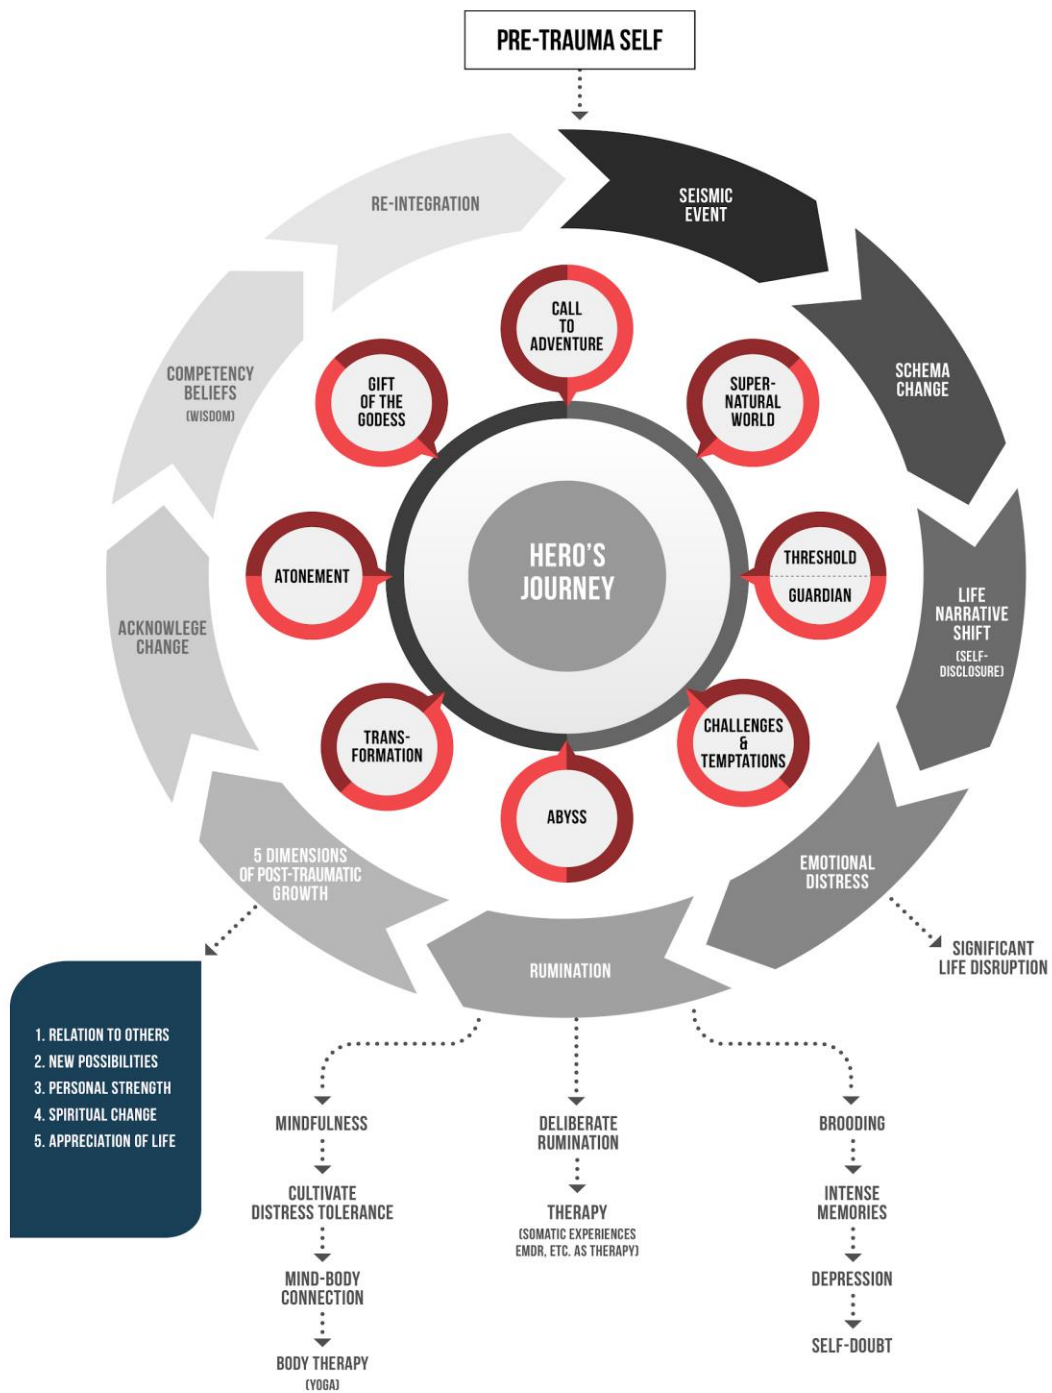 PRE-TRAUMA SELF
SEISMIC
EVENT
SCHEMA
CHANGE
LIFE
NARRATIVE
SHIFT
(SELF-
DISCLOSURE)
EMOTIONAL
DISTRESS
SIGNIFICANT
LIFE DISRUPTION
RUMINATION
5 DIMENSIONS
OF POST-TRAUMATIC
GROWTH
ACKNOWLEGE
CHANGE
COMPETENCY
BELIEFS
(WISDOM)
RE-INTEGRATION
CALL
TO
ADVENTURE
SUPER-
NATURAL
WORLD
THRESHOLD
GUARDIAN
CHALLENGES
&
TEMPTATIONS
ABYSS
TRANS-
FORMATION
ATONEMENT
GIFT
OF THE
GODESS
HERO'S
JOURNEY
1. RELATION TO OTHERS
2. NEW POSSIBILITIES
3. PERSONAL STRENGTH
4. SPIRITUAL CHANGE
5. APPRECIATION OF LIFE
MINDFULNESS
CULTIVATE
DISTRESS TOLERANCE
MIND-BODY
CONNECTION
BODY THERAPY
(YOGA)
DELIBERATE
RUMINATION
THERAPY
(SOMATIC EXPERIENCES
EMDR, ETC. AS THERAPY)
BROODING
INTENSE
MEMORIES
DEPRESSION
SELF-DOUBT